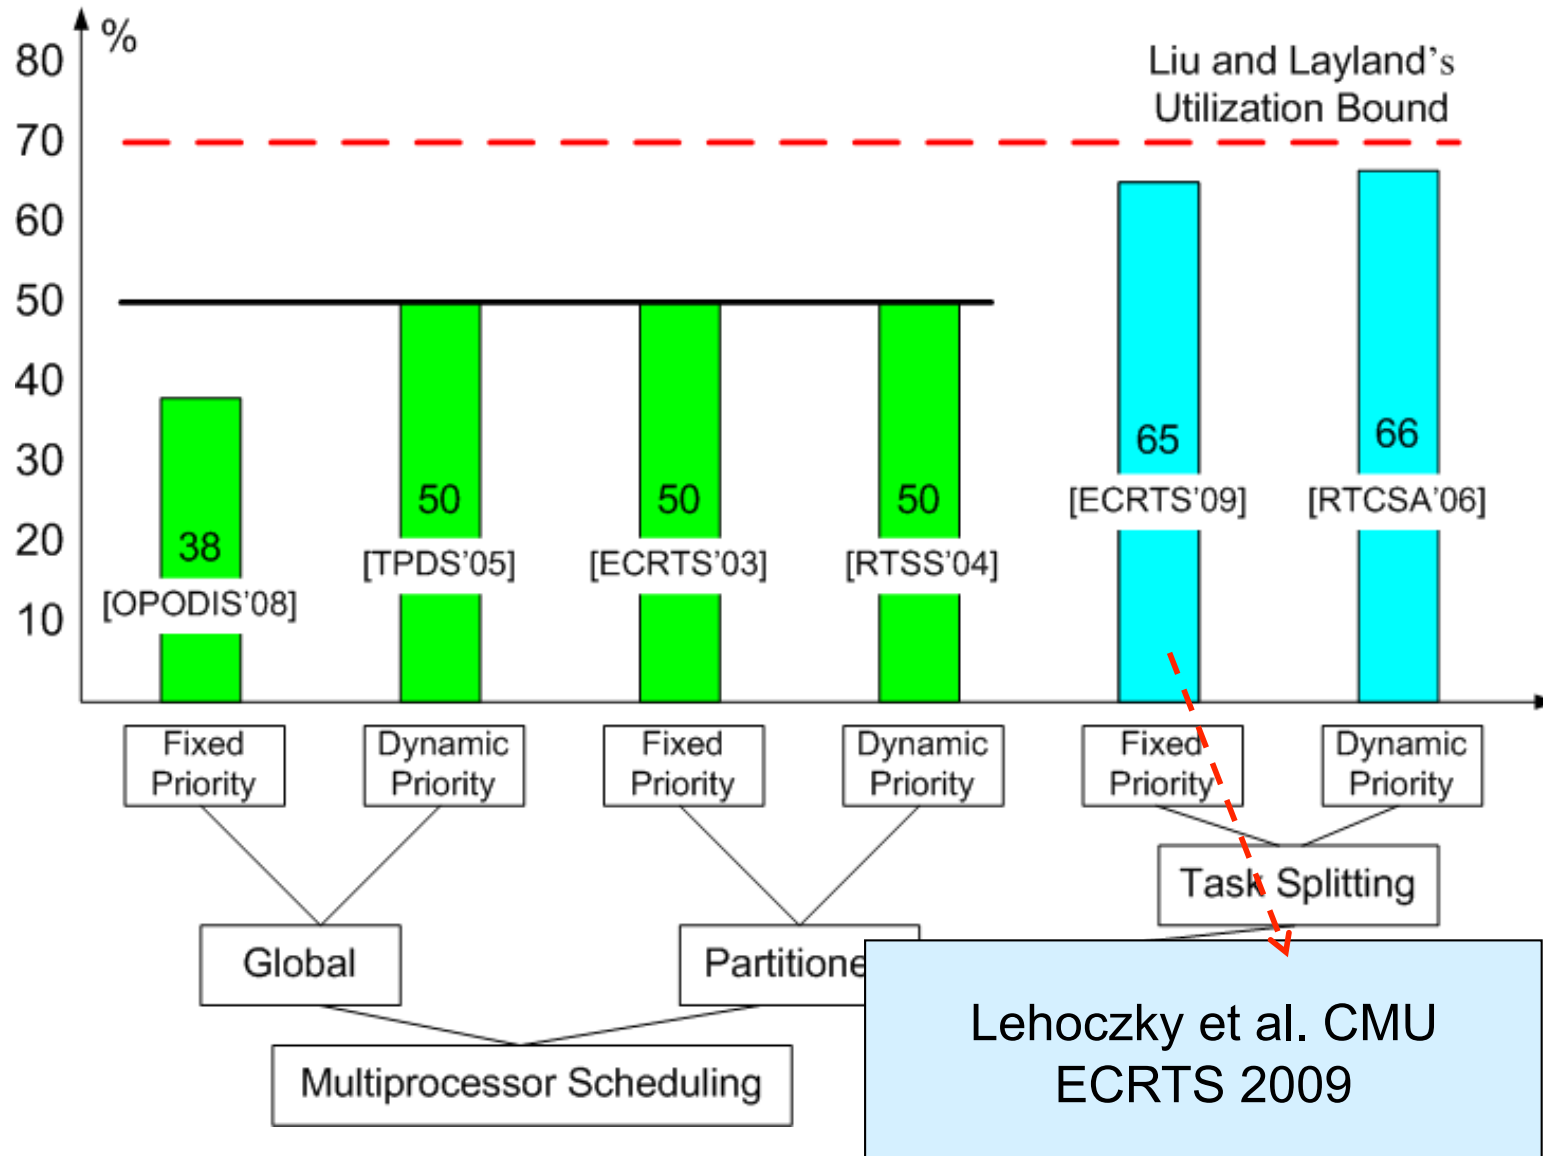 %
80
70
60
50
40
30
20
10
Liu and Layland's
Utilization Bound
38
[OPODIS'08]
50
[TPDS'05]
50
[ECRTS'03]
50
[RTSS'04]
65
[ECRTS'09]
66
[RTCSA'06]
Fixed
Priority
Dynamic
Priority
Fixed
Priority
Dynamic
Priority
Fixed
Priority
Dynamic
Priority
Task Splitting
Global
Partitione
Multiprocessor Scheduling
Lehoczky et al. CMU
ECRTS 2009